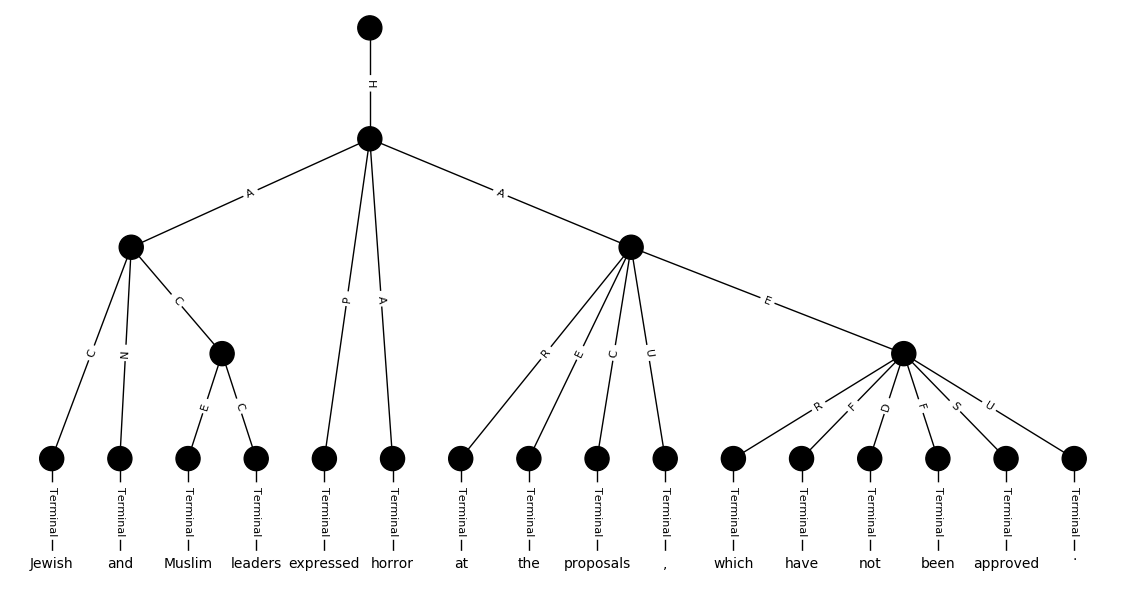 H
A A
P A E
C
C N R E C U
E C R F D F S U
Terminal Terminal Terminal Terminal Terminal Terminal Terminal Terminal Terminal Terminal Terminal Terminal Terminal Terminal Terminal Terminal
Jewish and Muslim leaders expressed horror at the proposals , which have not been approved .